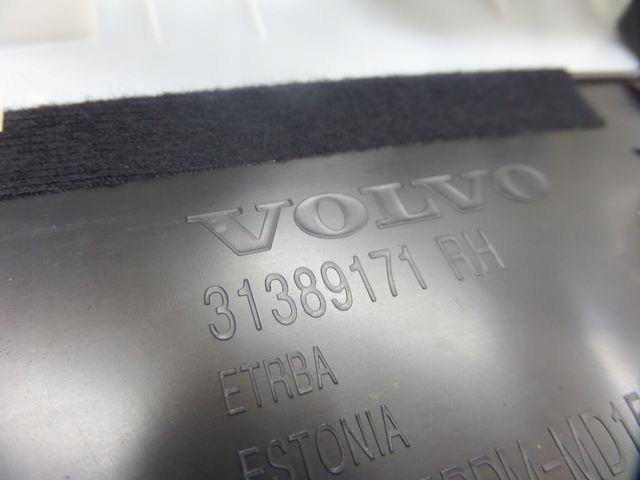 VOLVO
31389171 RH
ETRBA
ESTONIA